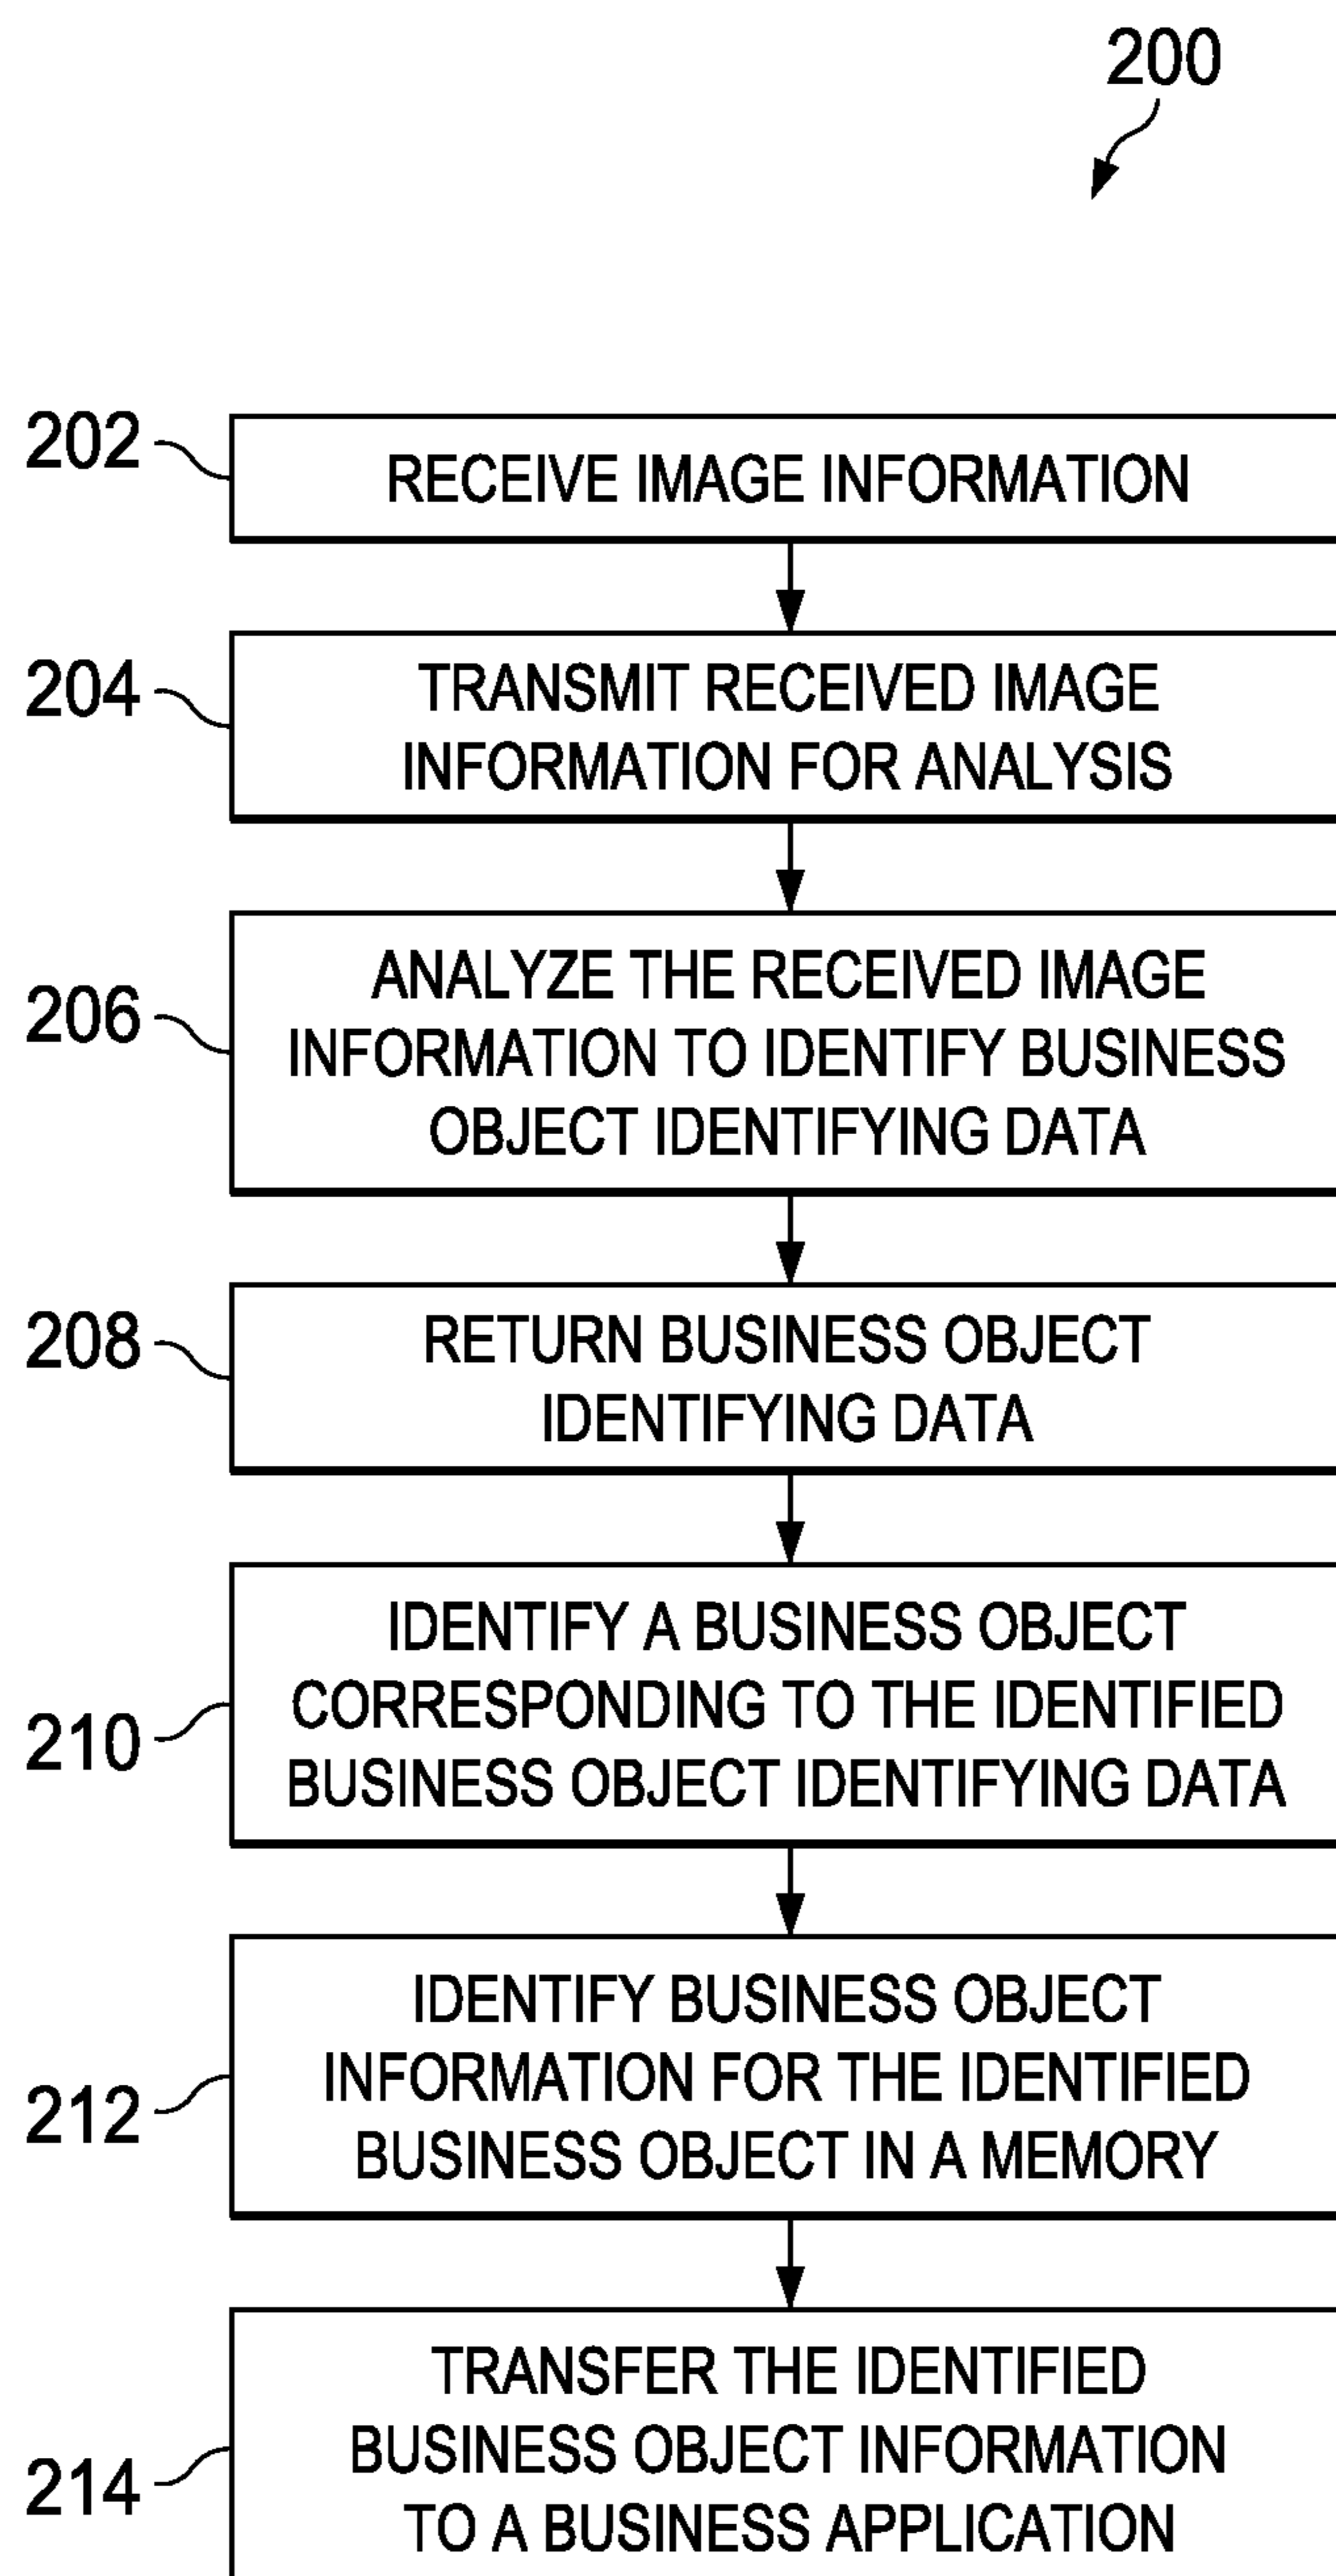 200
202
RECEIVE IMAGE INFORMATION
204
TRANSMIT RECEIVED IMAGE
INFORMATION FOR ANALYSIS
206
ANALYZE THE RECEIVED IMAGE
INFORMATION TO IDENTIFY BUSINESS
OBJECT IDENTIFYING DATA
208
RETURN BUSINESS OBJECT
IDENTIFYING DATA
210
IDENTIFY A BUSINESS OBJECT
CORRESPONDING TO THE IDENTIFIED
BUSINESS OBJECT IDENTIFYING DATA
212
IDENTIFY BUSINESS OBJECT
INFORMATION FOR THE IDENTIFIED
BUSINESS OBJECT IN A MEMORY
214
TRANSFER THE IDENTIFIED
BUSINESS OBJECT INFORMATION
TO A BUSINESS APPLICATION